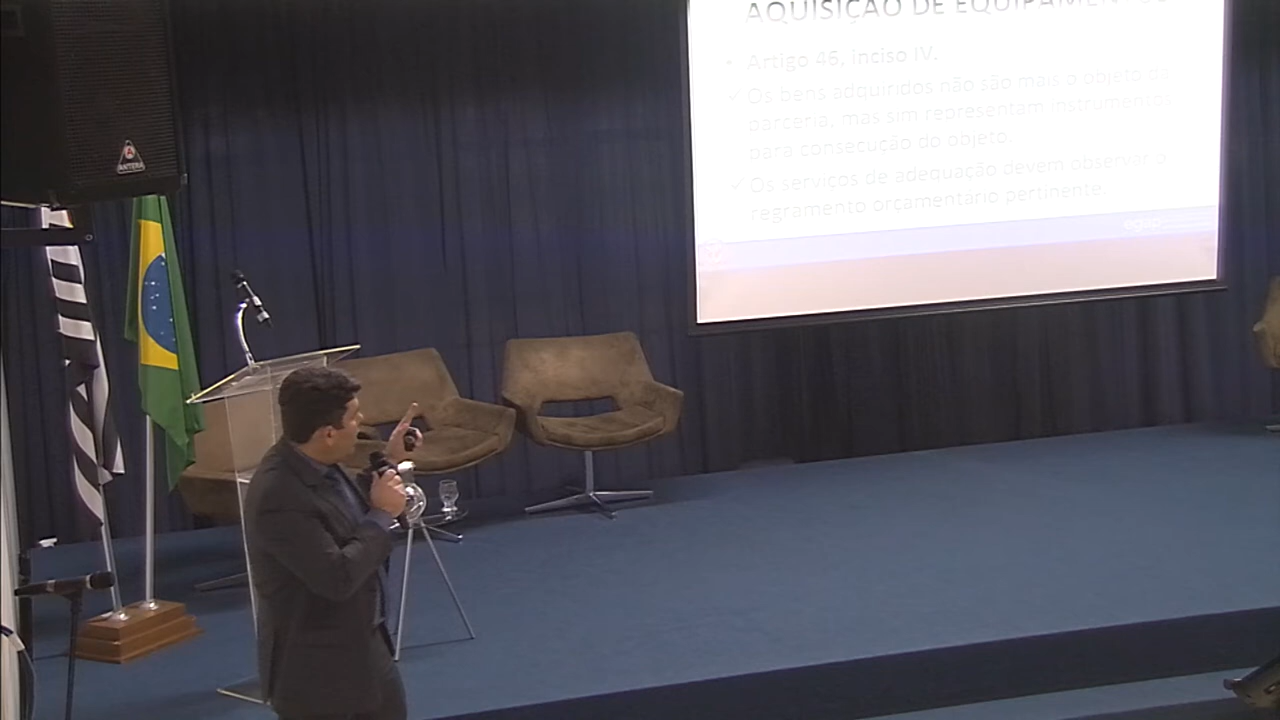 AQUISIÇÃO DE
Artigo 46, inciso IV.
Os bens adquiridos não são mais o objeto da
parceria, mas sim representam instrumentos
para consecução do objeto.
Os serviços de adequação devem observar o
regramento orçamentário pertinente.
egesp
ANTERA